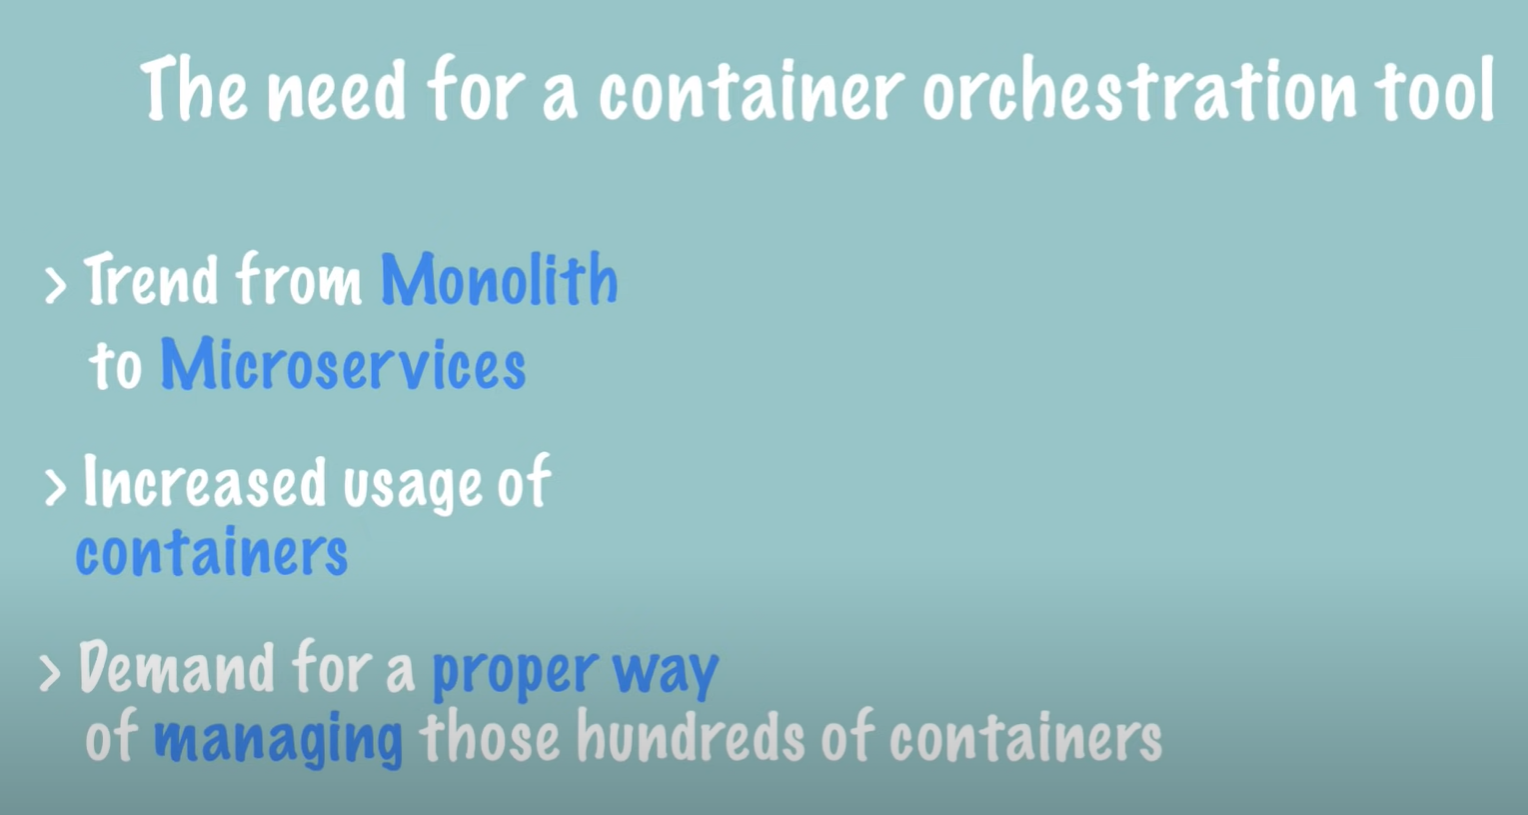 The need for a container orchestration tool
> Trend from Monolith
to Microservices
> Increased usage of
containers
> Demand for a proper way
of managing those hundreds of containers